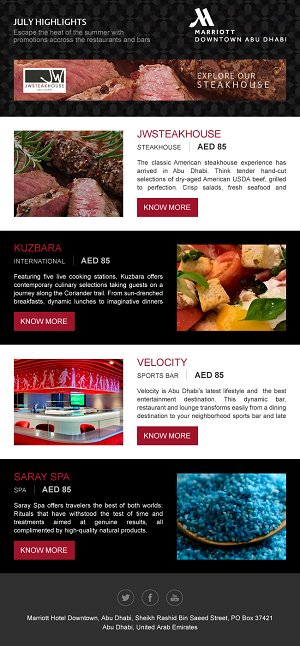 JULY HIGHLIGHTS
Escape the heat of the summer with
promotions accross the restaurants and bars
MARRIOTT
DOWNTOWN ABU DHABI
JW
JWSTEAKHOUSE
EXPLORE OUR
STEAKHOUSE
JWSTEAKHOUSE
STEAKHOUSE | AED 85
The classic American steakhouse experience has
arrived in Abu Dhabi. Think tender hand-cut
selections of dry-aged American USDA beef, grilled
to perfection. Crisp salads, fresh seafood and
KNOW MORE
KUZBARA
INTERNATIONAL | AED 85
Featuring five live cooking stations, Kuzbara offers
contemporary culinary selections taking guests on a
journey along the Coriander trail. From sun-drenched
breakfasts, dynamic lunches to imaginative dinners
KNOW MORE
VELOCITY
SPORTS BAR | AED 85
Velocity is Abu Dhabi's latest lifestyle and the best
entertainment destination. This dynamic bar,
restaurant and lounge transforms easily from a dining
destination to your neighborhood sports bar and late
KNOW MORE
SARAY SPA
SPA | AED 85
Saray Spa offers travelers the best of both worlds:
Rituals that have withstood the test of time and
treatments aimed at genuine results, all
complimented by high-quality natural products.
KNOW MORE
Marriott Hotel Downtown, Abu Dhabi, Sheikh Rashid Bin Saeed Street, PO Box 37421
Abu Dhabi, United Arab Emirates